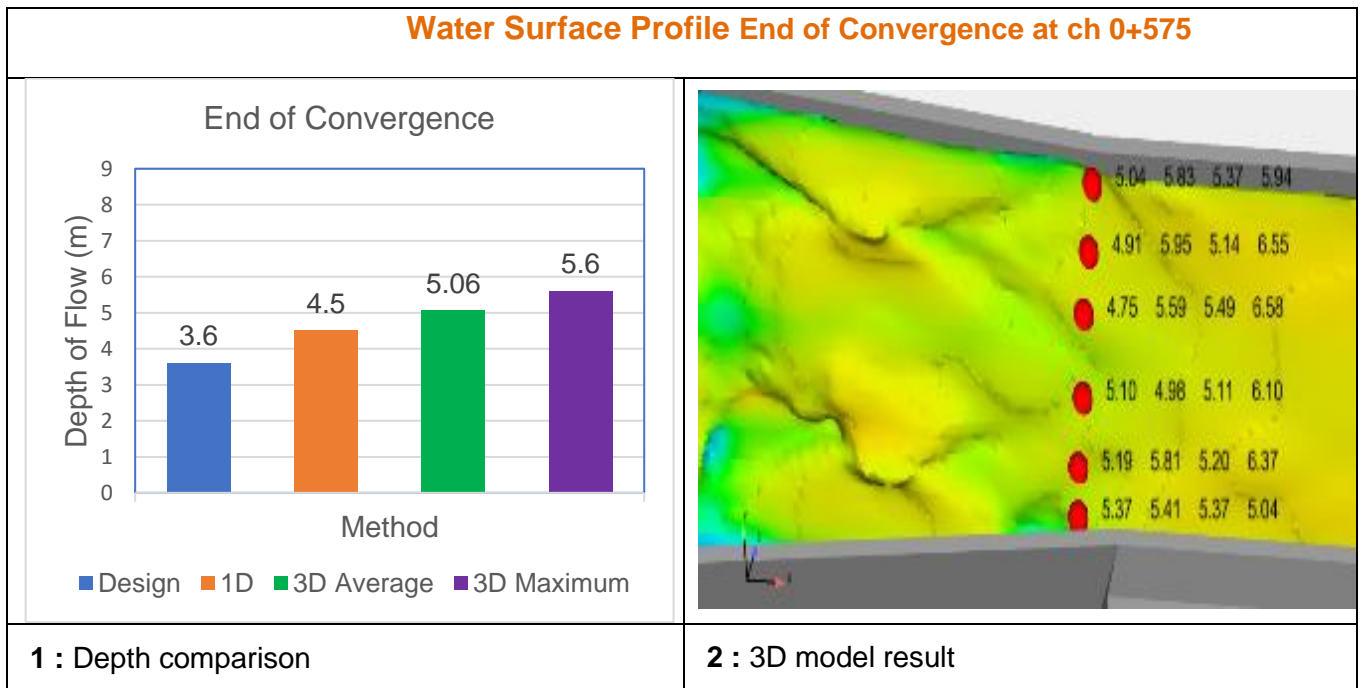 Water Surface Profile End of Convergence at ch 0+575
End of Convergence
9
8
7
6
5
4
3
2
1
0
Depth of Flow (m)
3.6
4.5
5.06
5.6
Method
Design 1D 3D Average 3D Maximum
5.04 5.83 5.37 5.94
4.91 5.95 5.14 6.55
4.75 5.59 5.49 6.58
5.10 4.98 5.11 6.10
5.19 5.81 5.20 6.37
5.37 5.41 5.37 5.04
1 : Depth comparison
2 : 3D model result